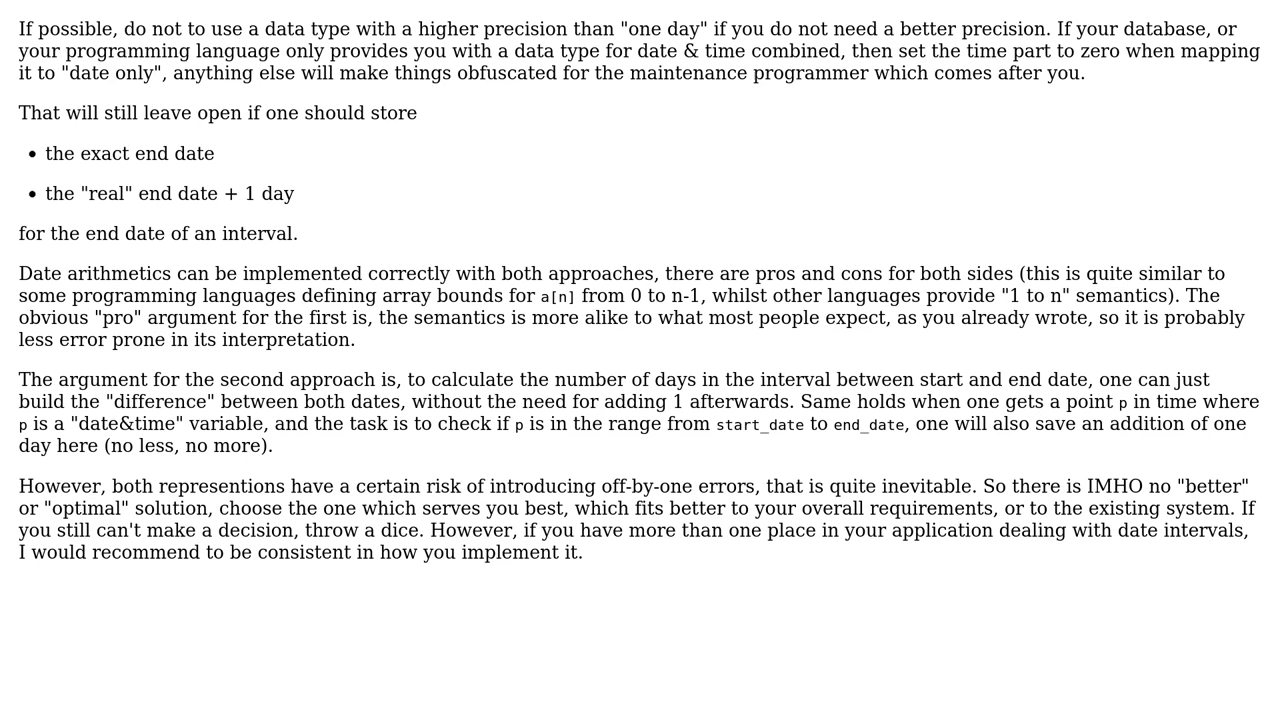 If possible, do not to use a data type with a higher precision than "one day" if you do not need a better precision. If your database, or
your programming language only provides you with a data type for date & time combined, then set the time part to zero when mapping
it to "date only", anything else will make things obfuscated for the maintenance programmer which comes after you.
That will still leave open if one should store
• the exact end date
• the "real" end date + 1 day
for the end date of an interval.
Date arithmetics can be implemented correctly with both approaches, there are pros and cons for both sides (this is quite similar to
some programming languages defining array bounds for a[n] from 0 to n-1, whilst other languages provide "1 to n" semantics). The
obvious "pro" argument for the first is, the semantics is more alike to what most people expect, as you already wrote, so it is probably
less error prone in its interpretation.
The argument for the second approach is, to calculate the number of days in the interval between start and end date, one can just
build the "difference" between both dates, without the need for adding 1 afterwards. Same holds when one gets a point p in time where
p is a "date&time" variable, and the task is to check if p is in the range from start_date to end_date, one will also save an addition of one
day here (no less, no more).
However, both representions have a certain risk of introducing off-by-one errors, that is quite inevitable. So there is IMHO no "better"
or "optimal" solution, choose the one which serves you best, which fits better to your overall requirements, or to the existing system. If
you still can't make a decision, throw a dice. However, if you have more than one place in your application dealing with date intervals,
I would recommend to be consistent in how you implement it.